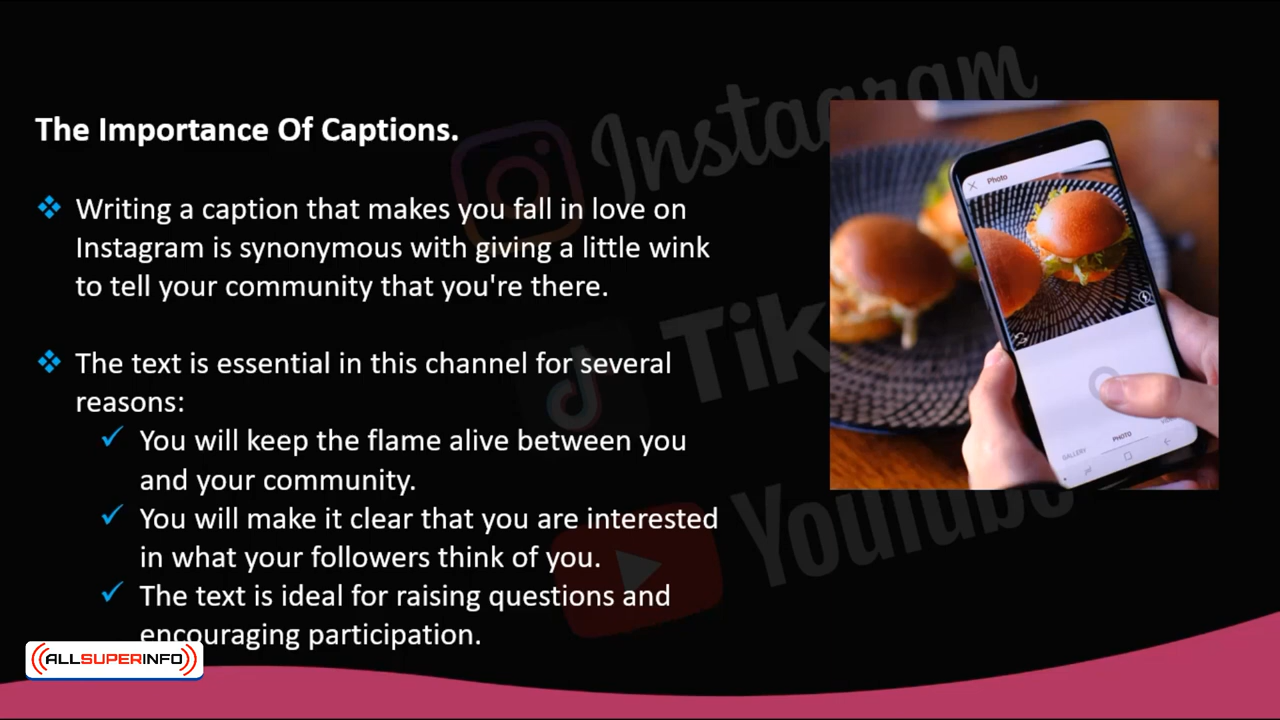 The Importance Of Captions.
Writing a caption that makes you fall in love on
Instagram is synonymous with giving a little wink
to tell your community that you're there.
The text is essential in this channel for several
reasons:
You will keep the flame alive between you
and your community.
You will make it clear that you are interested
in what your followers think of you.
The text is ideal for raising questions and
encouraging participation.
ALLSUPERINFO
Instagram
TikT
Youtube
Photo
GALLERY
PHOTO